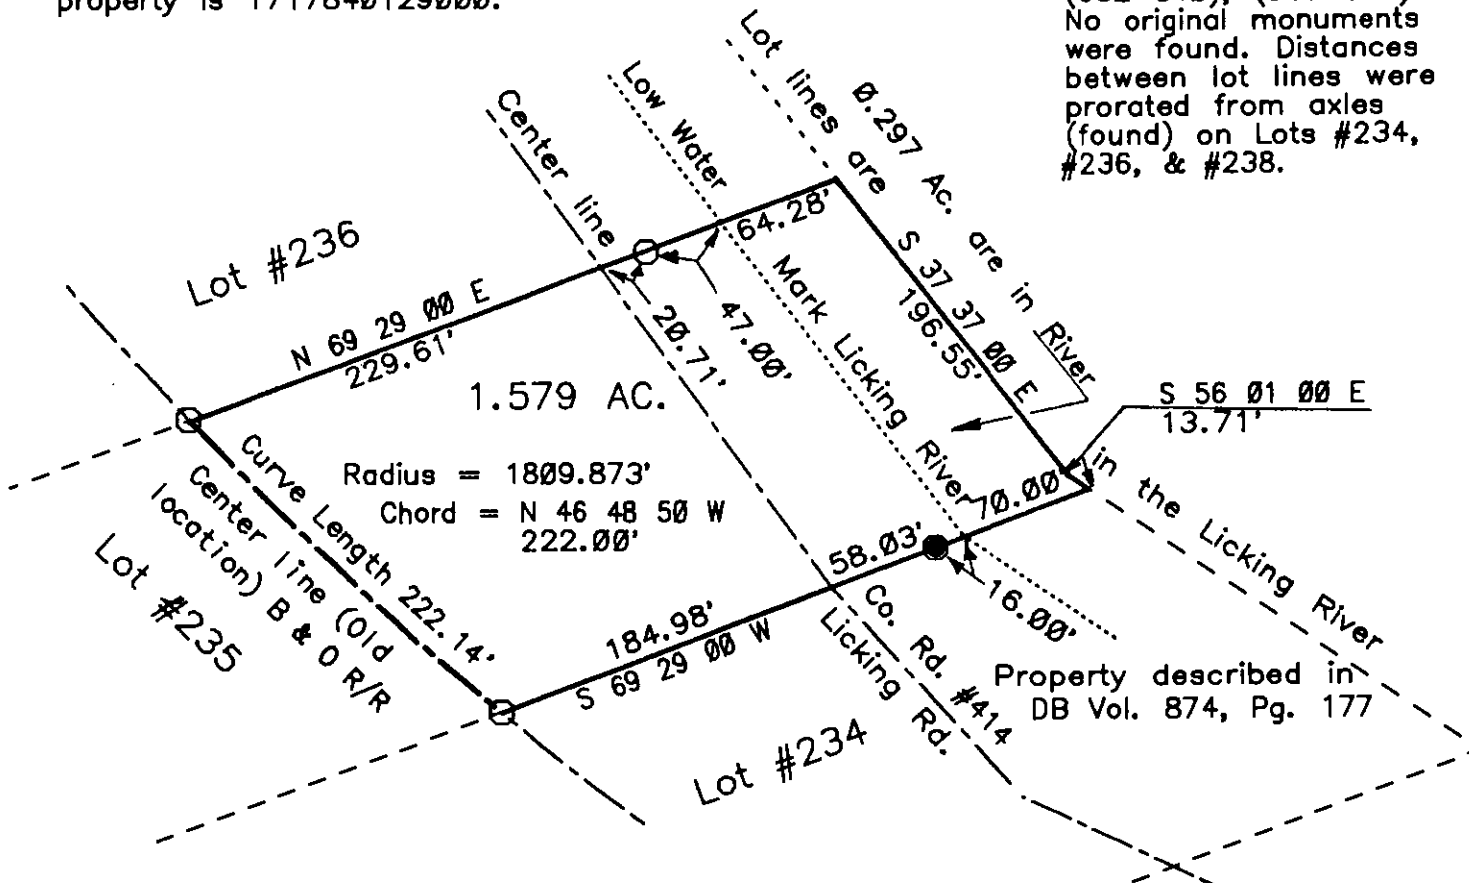 property is 17178401290000.
No original monuments
were found. Distances
between lot lines were
prorated from axles
(found) on Lots #234,
#236, & #238.
Lot lines are in River
0.297 Ac. are in River
Low Water
Mark Licking River
Center line
Co. Rd. #414
Licking Rd.
Lot #236
N 69 29 00 E
229.61'
64.28'
20.71'
47.00'
S 37 37 00 E
196.55'
S 56 01 00 E
13.71'
in the Licking River
1.579 AC.
Radius = 1809.873'
Chord = N 46 48 50 W
222.00'
Curve Length 222.14'
Center line (Old
location) B & O R/R
Lot #235
70.00
58.03'
16.00'
184.98'
S 69 29 00 W
Lot #234
Property described in
DB Vol. 874, Pg. 177